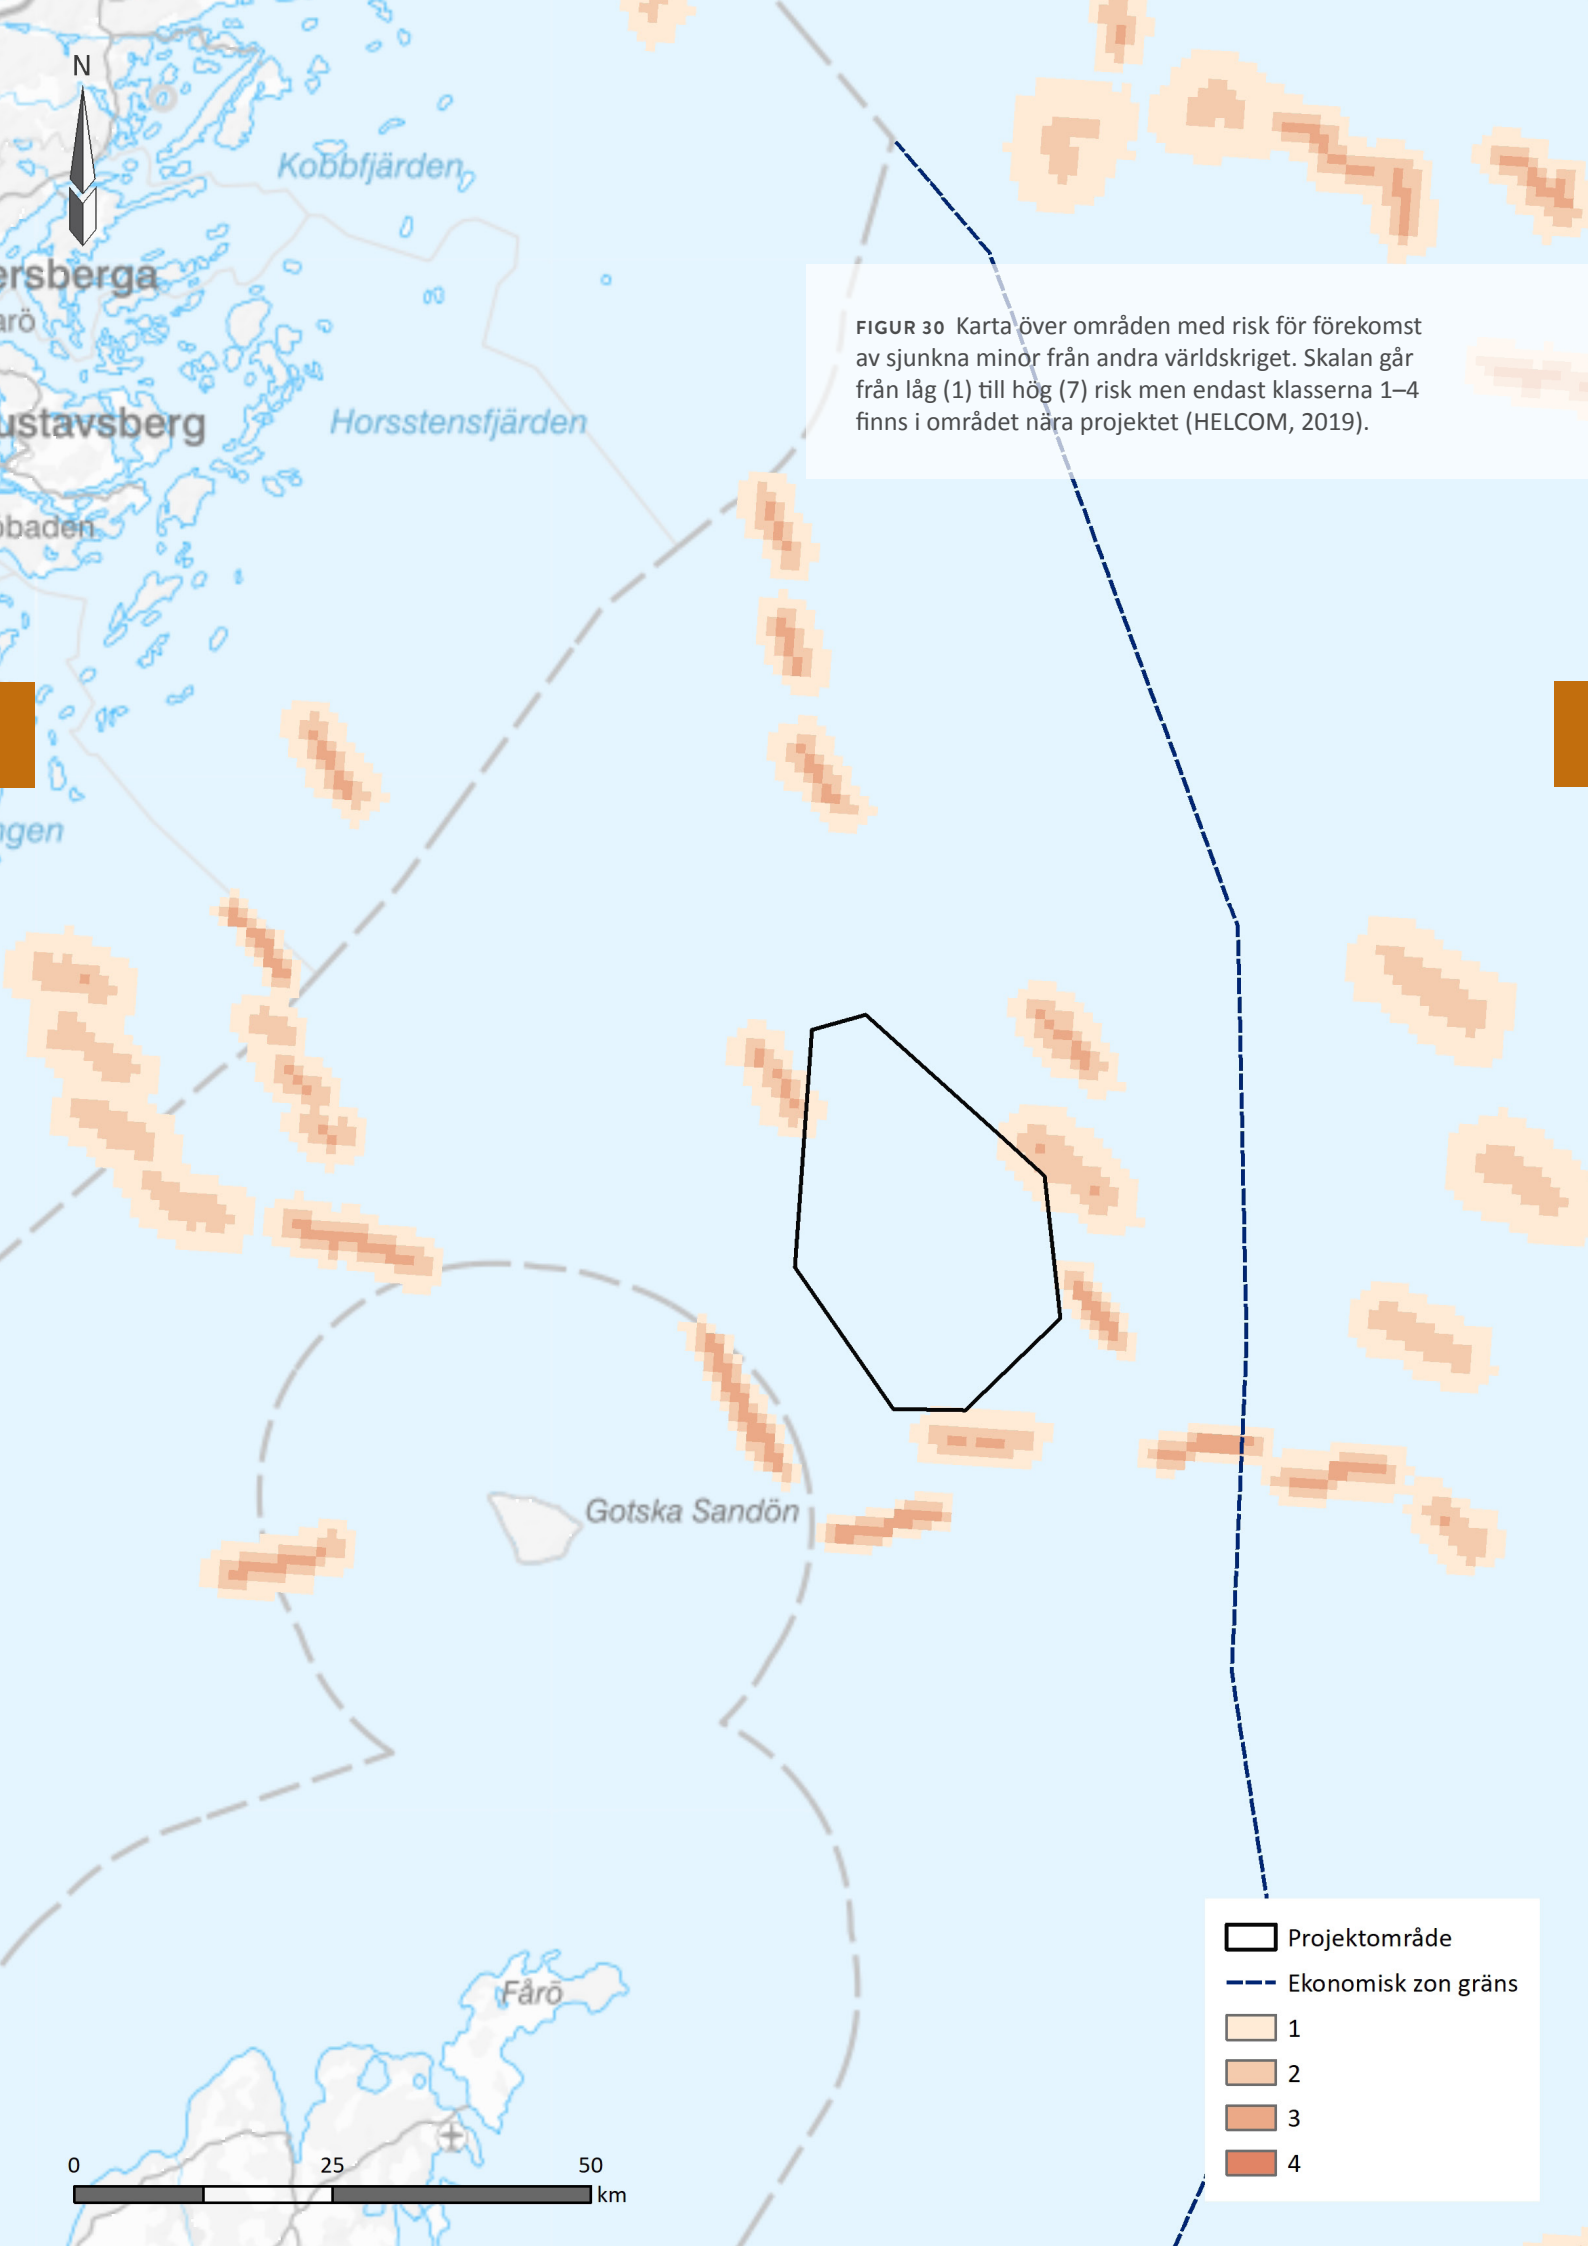 N
Kobbfjärden
ersberga
arö
FIGUR 30 Karta över områden med risk för förekomst
av sjunkna minor från andra världskriget. Skalan går
från låg (1) till hög (7) risk men endast klasserna 1–4
finns i området nära projektet (HELCOM, 2019).
ustavsberg
Horsstensfjärden
obaden
ngen
Gotska Sandön
Projektområde
Ekonomisk zon gräns
Fårö
1
2
3
4
0 25 50
km